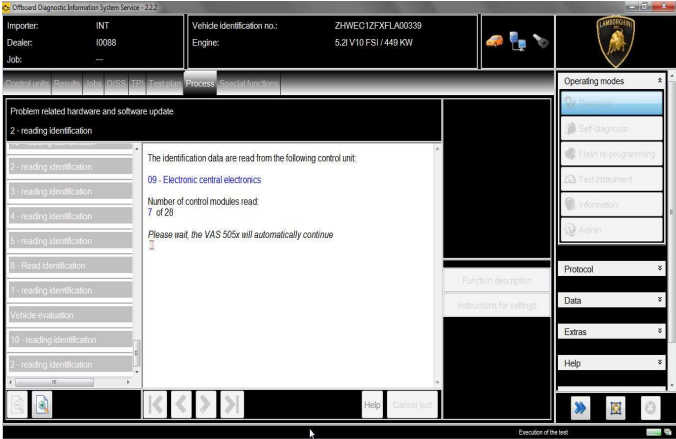 Offboard Diagnostic Information System Service - 2.2.2
Importer: INT
Dealer: I0088
Job: ---
Vehicle identification no.: ZHWEC1ZFXFLA00339
Engine: 5.2l V10 FSI / 449 KW
LAMBORGHINI
Control units Results Jobs DISS TPI Test plan Process Special functions
Problem related hardware and software update
2 - reading identification
2 - reading identification
3 - reading identification
4 - reading identification
5 - reading identification
8 - Read identification
1 - reading identification
Vehicle evaluation
10 - reading identification
2 - reading identification
The identification data are read from the following control unit:
09 - Electronic central electronics
Number of control modules read:
7 of 28
Please wait, the VAS 505x will automatically continue
Function description
Instructions for settings
Help
Cancel test
Operating modes
Diagnosis
Self-diagnosis
Flash re-programming
Test instrument
Information
Admin
Protocol
Data
Extras
Help
Execution of the test